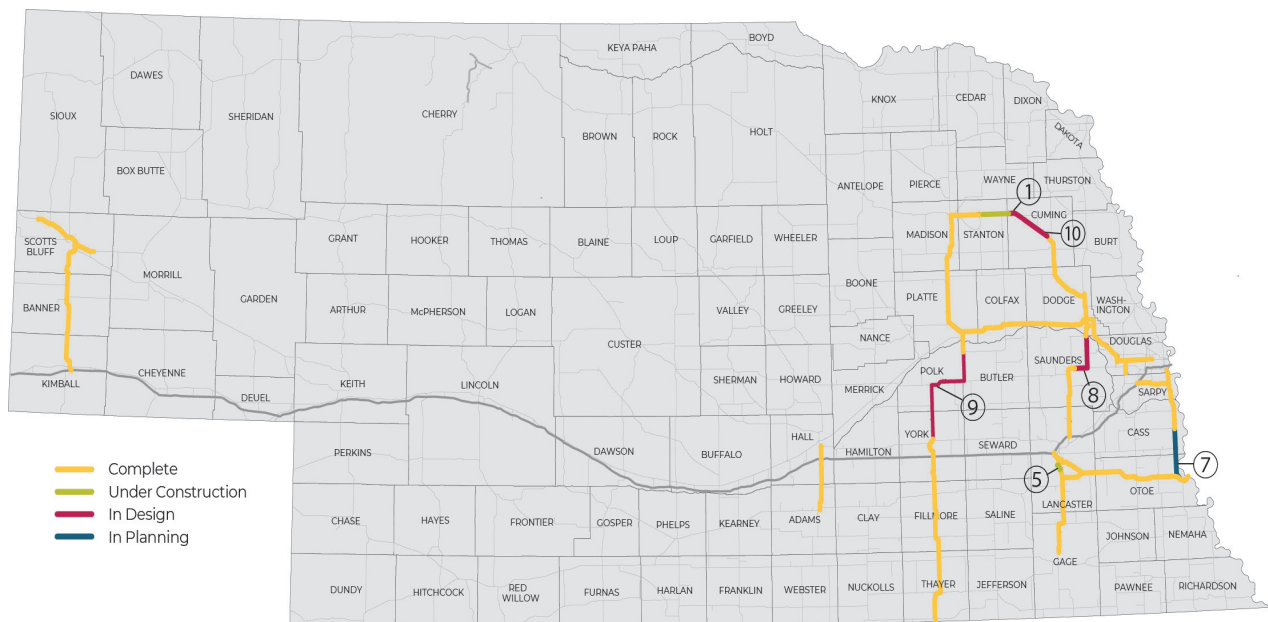 KEYA PAHA
BOYD
DAWES
SIOUX
SHERIDAN
CHERRY
BROWN
ROCK
HOLT
KNOX
CEDAR
DIXON
DAKOTA
BOX BUTTE
ANTELOPE
PIERCE
WAYNE
THURSTON
1
CUMING
10
SCOTTS
BLUFF
MORRILL
GRANT
HOOKER
THOMAS
BLAINE
LOUP
GARFIELD
WHEELER
MADISON
STANTON
BURT
BANNER
GARDEN
ARTHUR
McPHERSON
LOGAN
VALLEY
GREELEY
BOONE
PLATTE
COLFAX
DODGE
WASH-
INGTON
CUSTER
NANCE
DOUGLAS
KIMBALL
CHEYENNE
DEUEL
KEITH
LINCOLN
SHERMAN
HOWARD
MERRICK
POLK
BUTLER
SAUNDERS
SARPY
9
8
PERKINS
DAWSON
BUFFALO
HALL
HAMILTON
YORK
SEWARD
CASS
7
5
LANCASTER
OTOE
CHASE
HAYES
FRONTIER
GOSPER
PHELPS
KEARNEY
ADAMS
CLAY
FILLMORE
SALINE
GAGE
JOHNSON
NEMAHA
DUNDY
HITCHCOCK
RED
WILLOW
FURNAS
HARLAN
FRANKLIN
WEBSTER
NUCKOLLS
THAYER
JEFFERSON
PAWNEE
RICHARDSON
Complete
Under Construction
In Design
In Planning